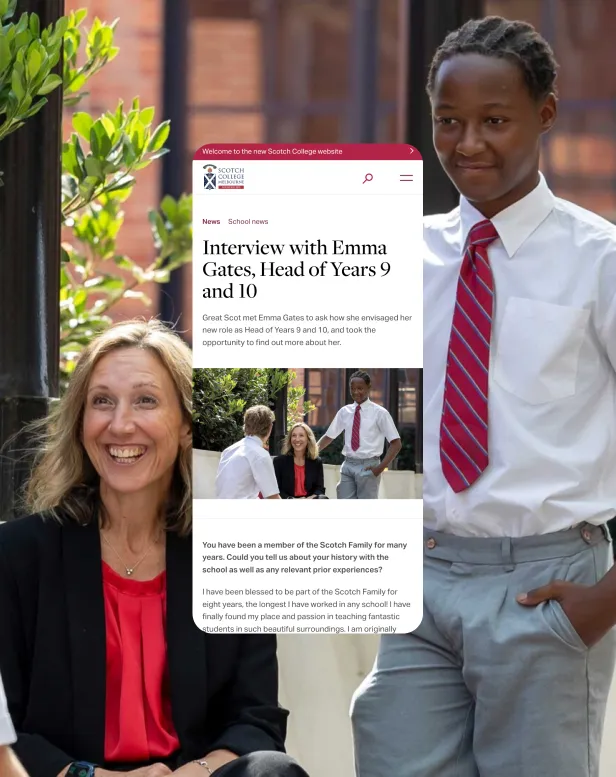 Welcome to the new Scotch College website
SCOTCH
COLLEGE
MELBOURNE
News School news
Interview with Emma
Gates, Head of Years 9
and 10
Great Scot met Emma Gates to ask how she envisaged her
new role as Head of Years 9 and 10, and took the
opportunity to find out more about her.
You have been a member of the Scotch Family for many
years. Could you tell us about your history with the
school as well as any relevant prior experiences?
I have been blessed to be part of the Scotch Family for
eight years, the longest I have worked in any school! I have
finally found my place and passion in teaching fantastic
students in such beautiful surroundings. I am originally